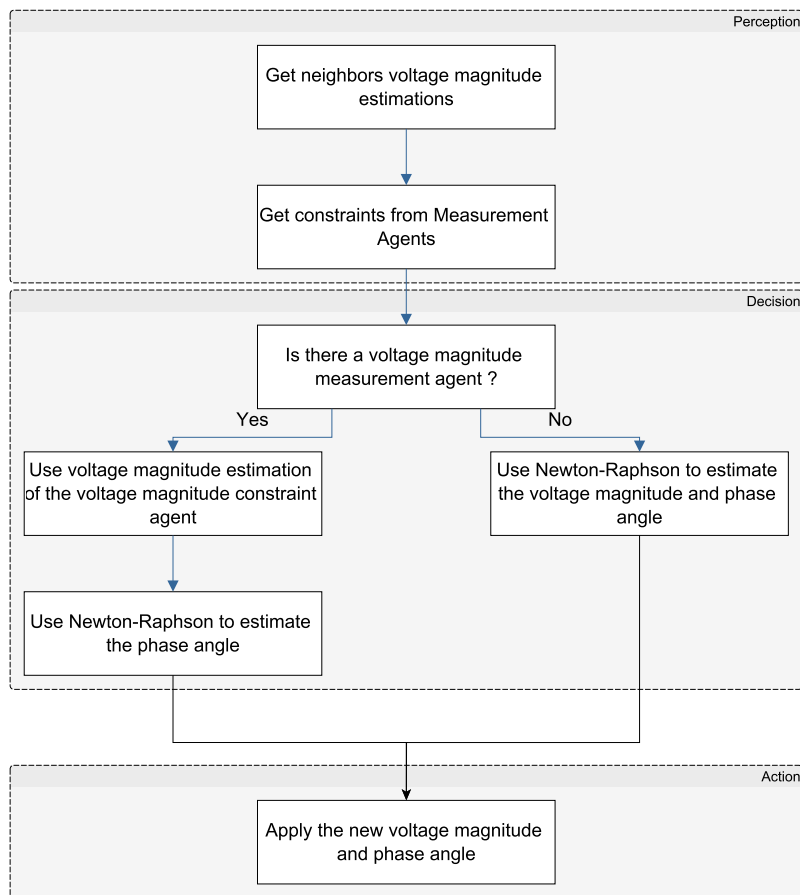 Perception
Get neighbors voltage magnitude
estimations
Get constraints from Measurement
Agents
Decision
Is there a voltage magnitude
measurement agent ?
Yes
No
Use voltage magnitude estimation
of the voltage magnitude constraint
agent
Use Newton-Raphson to estimate
the voltage magnitude and phase
angle
Use Newton-Raphson to estimate
the phase angle
Action
Apply the new voltage magnitude
and phase angle